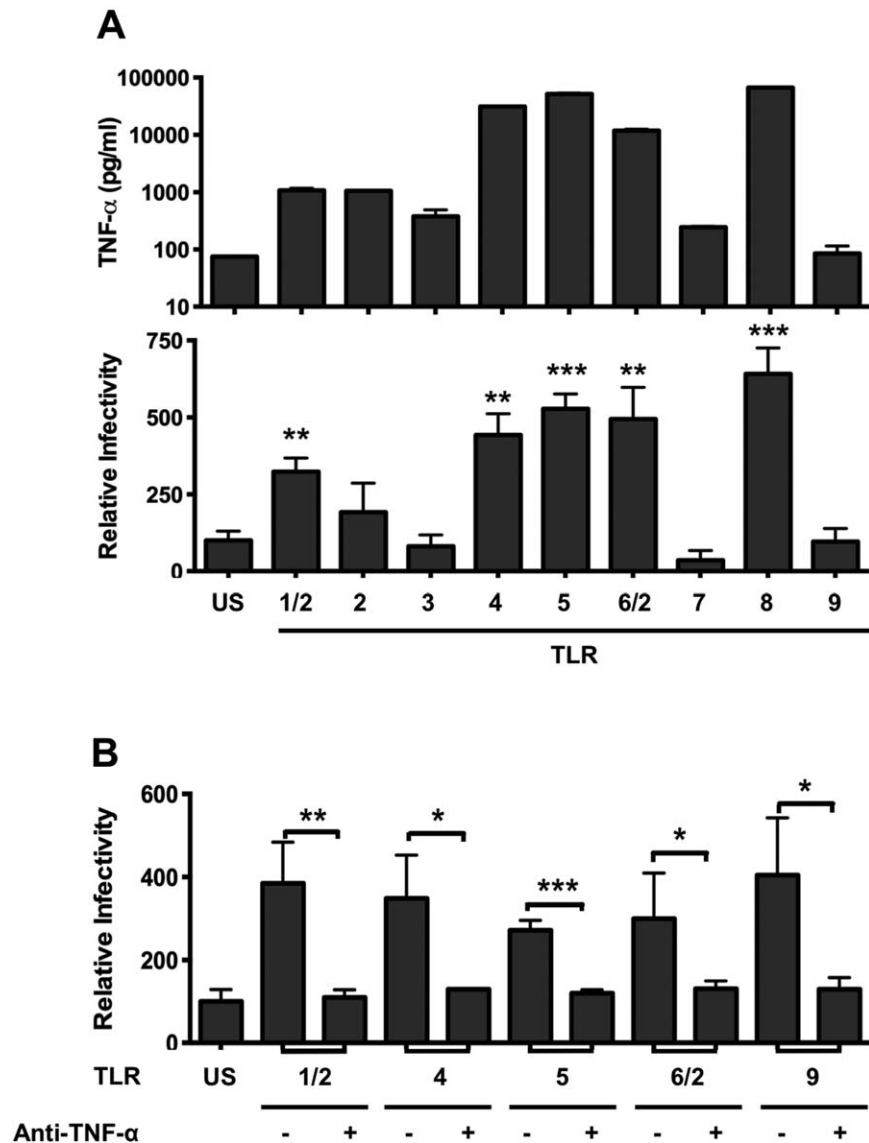 A
TNF-α (pg/ml)
100000
10000
1000
100
10
Relative Infectivity
750
500
250
0
** ** *** ** ***
US 1/2 2 3 4 5 6/2 7 8 9
TLR
B
Relative Infectivity
600
400
200
0
** * *** * *
TLR US 1/2 4 5 6/2 9
Anti-TNF-α - + - + - + - + - +